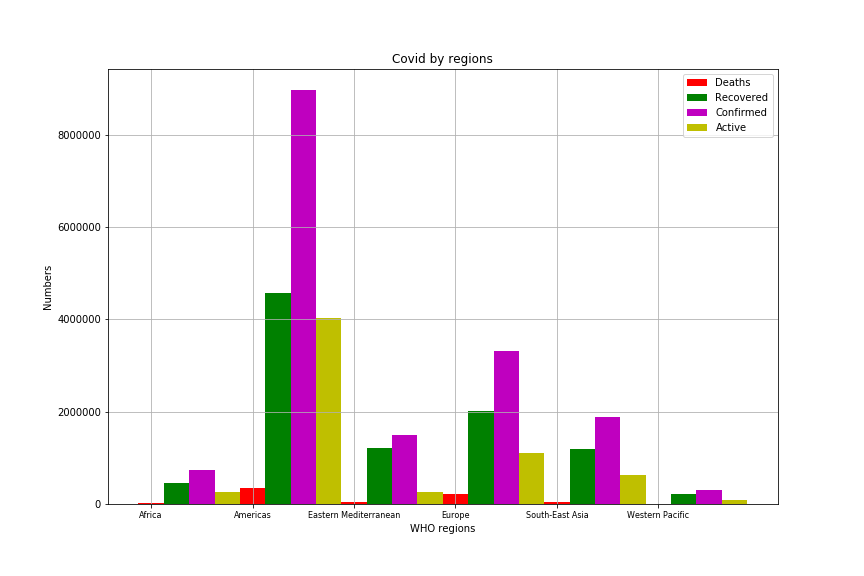 Covid by regions
Deaths
Recovered
Confirmed
Active
8000000
6000000
4000000
2000000
0
Numbers
Africa
Americas
Eastern Mediterranean
Europe
South-East Asia
Western Pacific
WHO regions